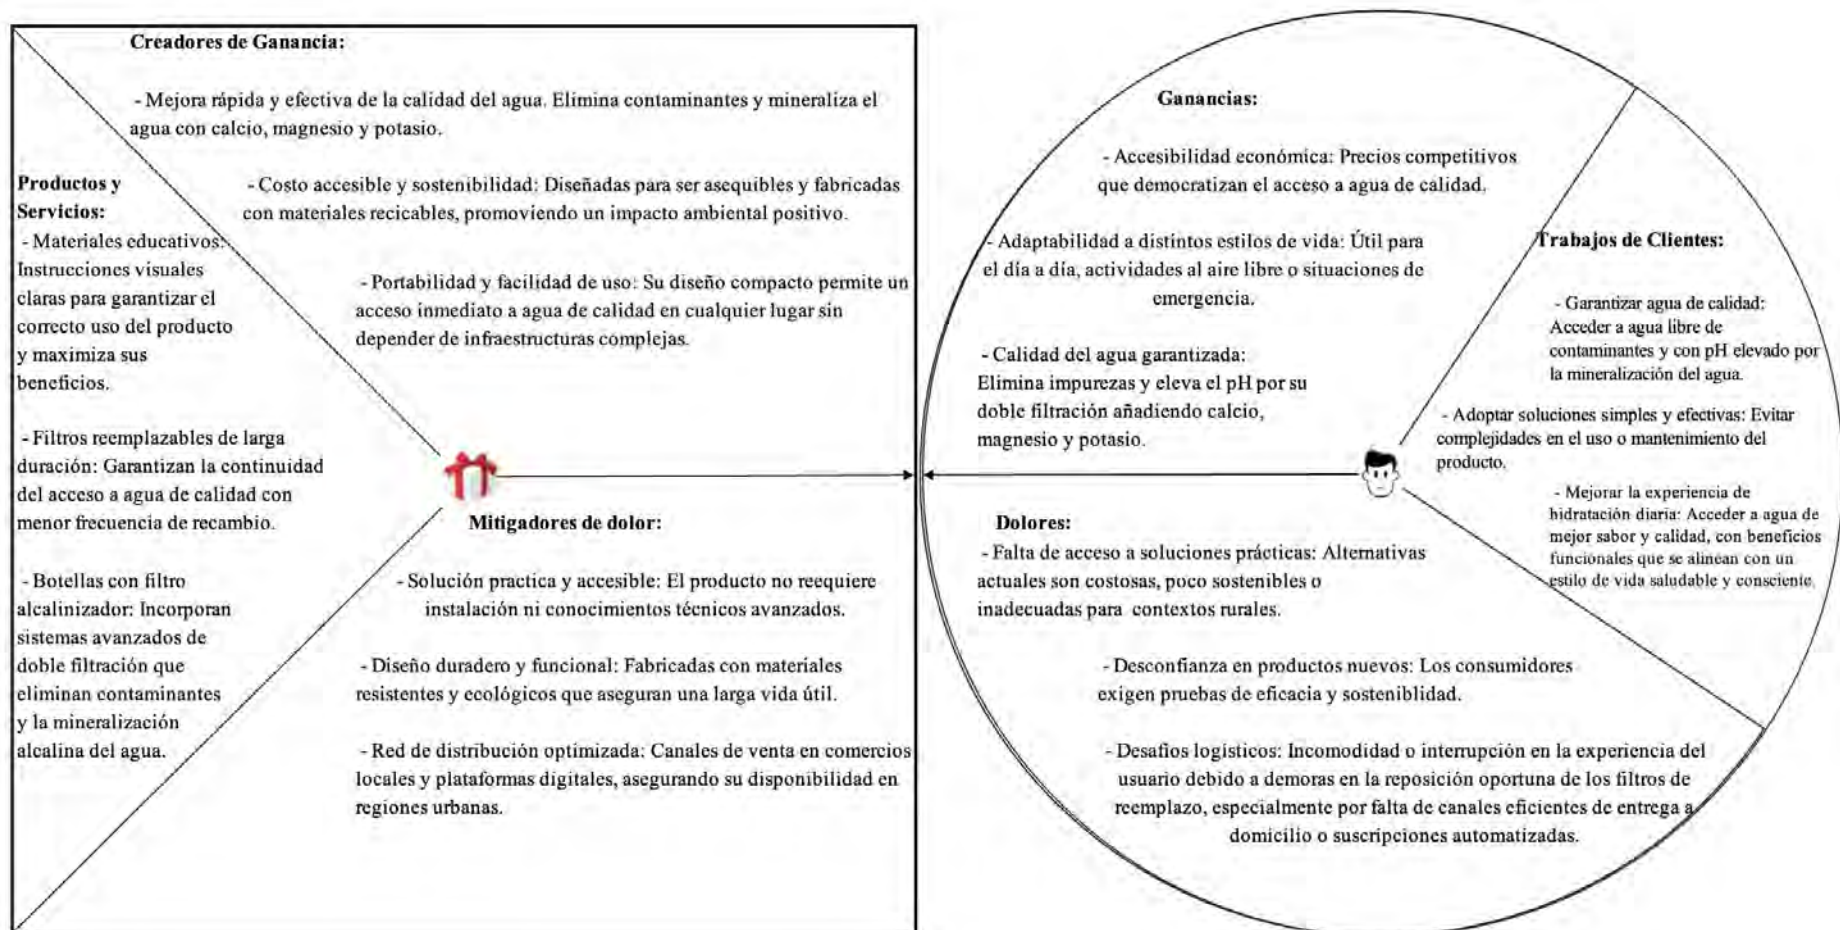 Creadores de Ganancia:
- Mejora rápida y efectiva de la calidad del agua. Elimina contaminantes y mineraliza el
agua con calcio, magnesio y potasio.
- Costo accesible y sostenibilidad: Diseñadas para ser asequibles y fabricadas
con materiales recicables, promoviendo un impacto ambiental positivo.
- Portabilidad y facilidad de uso: Su diseño compacto permite un
acceso inmediato a agua de calidad en cualquier lugar sin
depender de infraestructuras complejas.
Productos y
Servicios:
- Materiales educativos:
Instrucciones visuales
claras para garantizar el
correcto uso del producto
y maximiza sus
beneficios.
- Filtros reemplazables de larga
duración: Garantizan la continuidad
del acceso a agua de calidad con
menor frecuencia de recambio.
- Botellas con filtro
alcalinizador: Incorporan
sistemas avanzados de
doble filtración que
eliminan contaminantes
y la mineralización
alcalina del agua.
Mitigadores de dolor:
- Solución practica y accesible: El producto no reequiere
instalación ni conocimientos técnicos avanzados.
- Diseño duradero y funcional: Fabricadas con materiales
resistentes y ecológicos que aseguran una larga vida útil.
- Red de distribución optimizada: Canales de venta en comercios
locales y plataformas digitales, asegurando su disponibilidad en
regiones urbanas.
Ganancias:
- Accesibilidad económica: Precios competitivos
que democratizan el acceso a agua de calidad.
- Adaptabilidad a distintos estilos de vida: Útil para
el día a día, actividades al aire libre o situaciones de
emergencia.
- Calidad del agua garantizada:
Elimina impurezas y eleva el pH por su
doble filtración añadiendo calcio,
magnesio y potasio.
Trabajos de Clientes:
- Garantizar agua de calidad:
Acceder a agua libre de
contaminantes y con pH elevado por
la mineralización del agua.
- Adoptar soluciones simples y efectivas: Evitar
complejidades en el uso o mantenimiento del
producto.
- Mejorar la experiencia de
hidratación diaria: Acceder a agua de
mejor sabor y calidad, con beneficios
funcionales que se alinean con un
estilo de vida saludable y consciente.
Dolores:
- Falta de acceso a soluciones prácticas: Alternativas
actuales son costosas, poco sostenibles o
inadecuadas para contextos rurales.
- Desconfianza en productos nuevos: Los consumidores
exigen pruebas de eficacia y sosteniblidad.
- Desafíos logísticos: Incomodidad o interrupción en la experiencia del
usuario debido a demoras en la reposición oportuna de los filtros de
reemplazo, especialmente por falta de canales eficientes de entrega a
domicilio o suscripciones automatizadas.